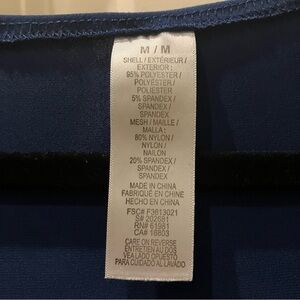 M / M
SHELL / EXTÉRIEUR /
EXTERIOR :
95% POLYESTER /
POLYESTER /
POLIESTER
5% SPANDEX /
SPANDEX /
SPANDEX
MESH / MAILLE /
MALLA :
80% NYLON /
NYLON /
NAILON
20% SPANDEX /
SPANDEX /
SPANDEX
MADE IN CHINA
FABRIQUÉ EN CHINE
HECHO EN CHINA
FSC# F3613021
S# 202681
RN# 61981
CA# 16803
CARE ON REVERSE
ENTRETIEN AU DOS
VEA LADO OPUESTO
PARA CUIDADO AL LAVADO